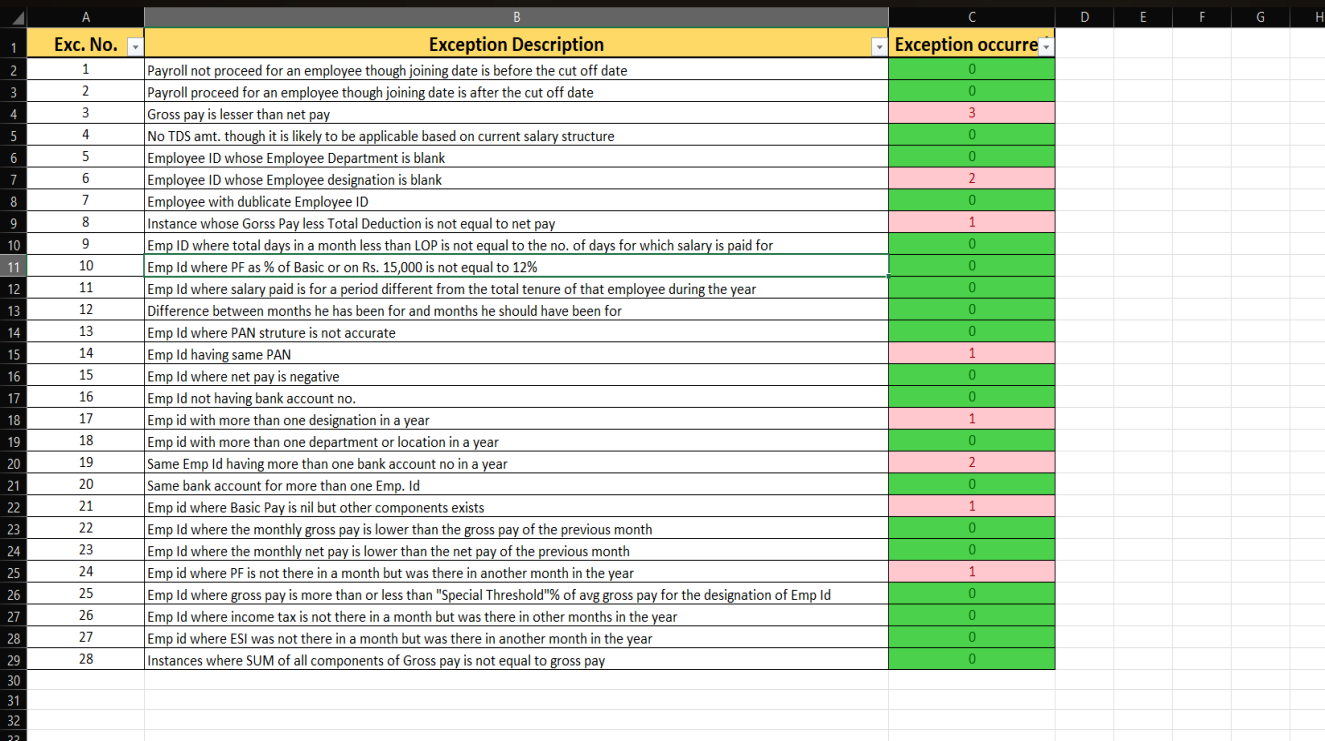 A B C D E F G H
1 Exc. No. Exception Description Exception occurre
2 1 Payroll not proceed for an employee though joining date is before the cut off date 0
3 2 Payroll proceed for an employee though joining date is after the cut off date 0
4 3 Gross pay is lesser than net pay 3
5 4 No TDS amt. though it is likely to be applicable based on current salary structure 0
6 5 Employee ID whose Employee Department is blank 0
7 6 Employee ID whose Employee designation is blank 2
8 7 Employee with dublicate Employee ID 0
9 8 Instance whose Gorss Pay less Total Deduction is not equal to net pay 1
10 9 Emp ID where total days in a month less than LOP is not equal to the no. of days for which salary is paid for 0
11 10 Emp Id where PF as % of Basic or on Rs. 15,000 is not equal to 12% 0
12 11 Emp Id where salary paid is for a period different from the total tenure of that employee during the year 0
13 12 Difference between months he has been for and months he should have been for 0
14 13 Emp Id where PAN struture is not accurate 0
15 14 Emp Id having same PAN 1
16 15 Emp Id where net pay is negative 0
17 16 Emp Id not having bank account no. 0
18 17 Emp id with more than one designation in a year 1
19 18 Emp id with more than one department or location in a year 0
20 19 Same Emp Id having more than one bank account no in a year 2
21 20 Same bank account for more than one Emp. Id 0
22 21 Emp id where Basic Pay is nil but other components exists 1
23 22 Emp Id where the monthly gross pay is lower than the gross pay of the previous month 0
24 23 Emp Id where the monthly net pay is lower than the net pay of the previous month 0
25 24 Emp id where PF is not there in a month but was there in another month in the year 1
26 25 Emp Id where gross pay is more than or less than "Special Threshold"% of avg gross pay for the designation of Emp Id 0
27 26 Emp Id where income tax is not there in a month but was there in other months in the year 0
28 27 Emp id where ESI was not there in a month but was there in another month in the year 0
29 28 Instances where SUM of all components of Gross pay is not equal to gross pay 0
30
31
32
33